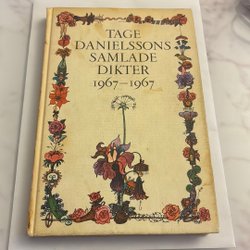 TAGE
DANIELSSONS
SAMLADE
DIKTER
1967–1967